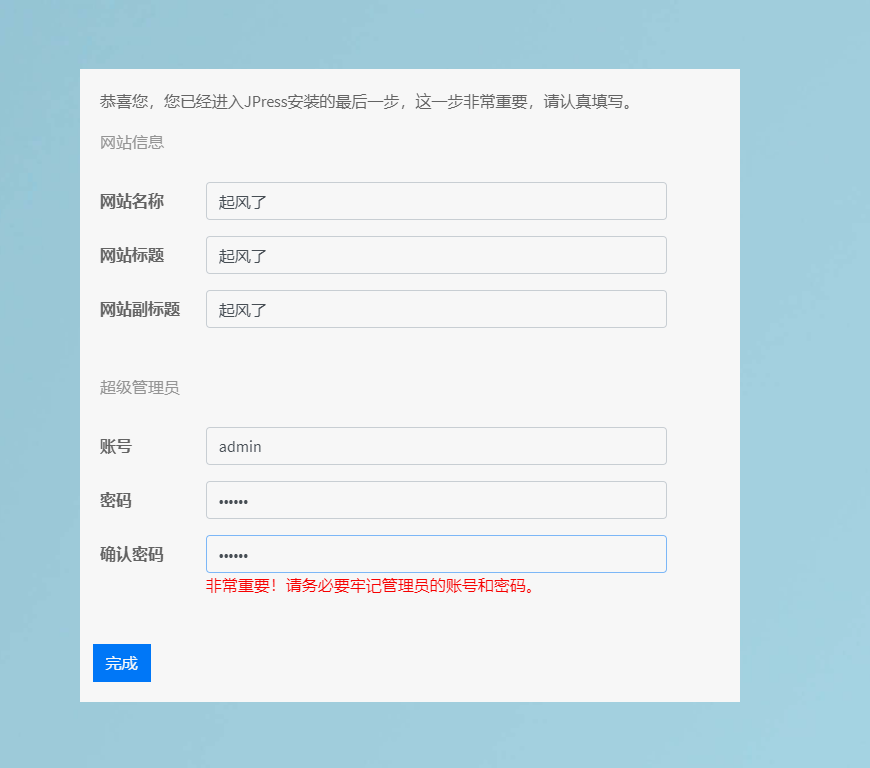 恭喜您，您已经进入JPress安装的最后一步，这一步非常重要，请认真填写。
网站信息
网站名称 起风了
网站标题 起风了
网站副标题 起风了
超级管理员
账号 admin
密码 ••••••
确认密码 ••••••
非常重要！请务必要牢记管理员的账号和密码。
完成